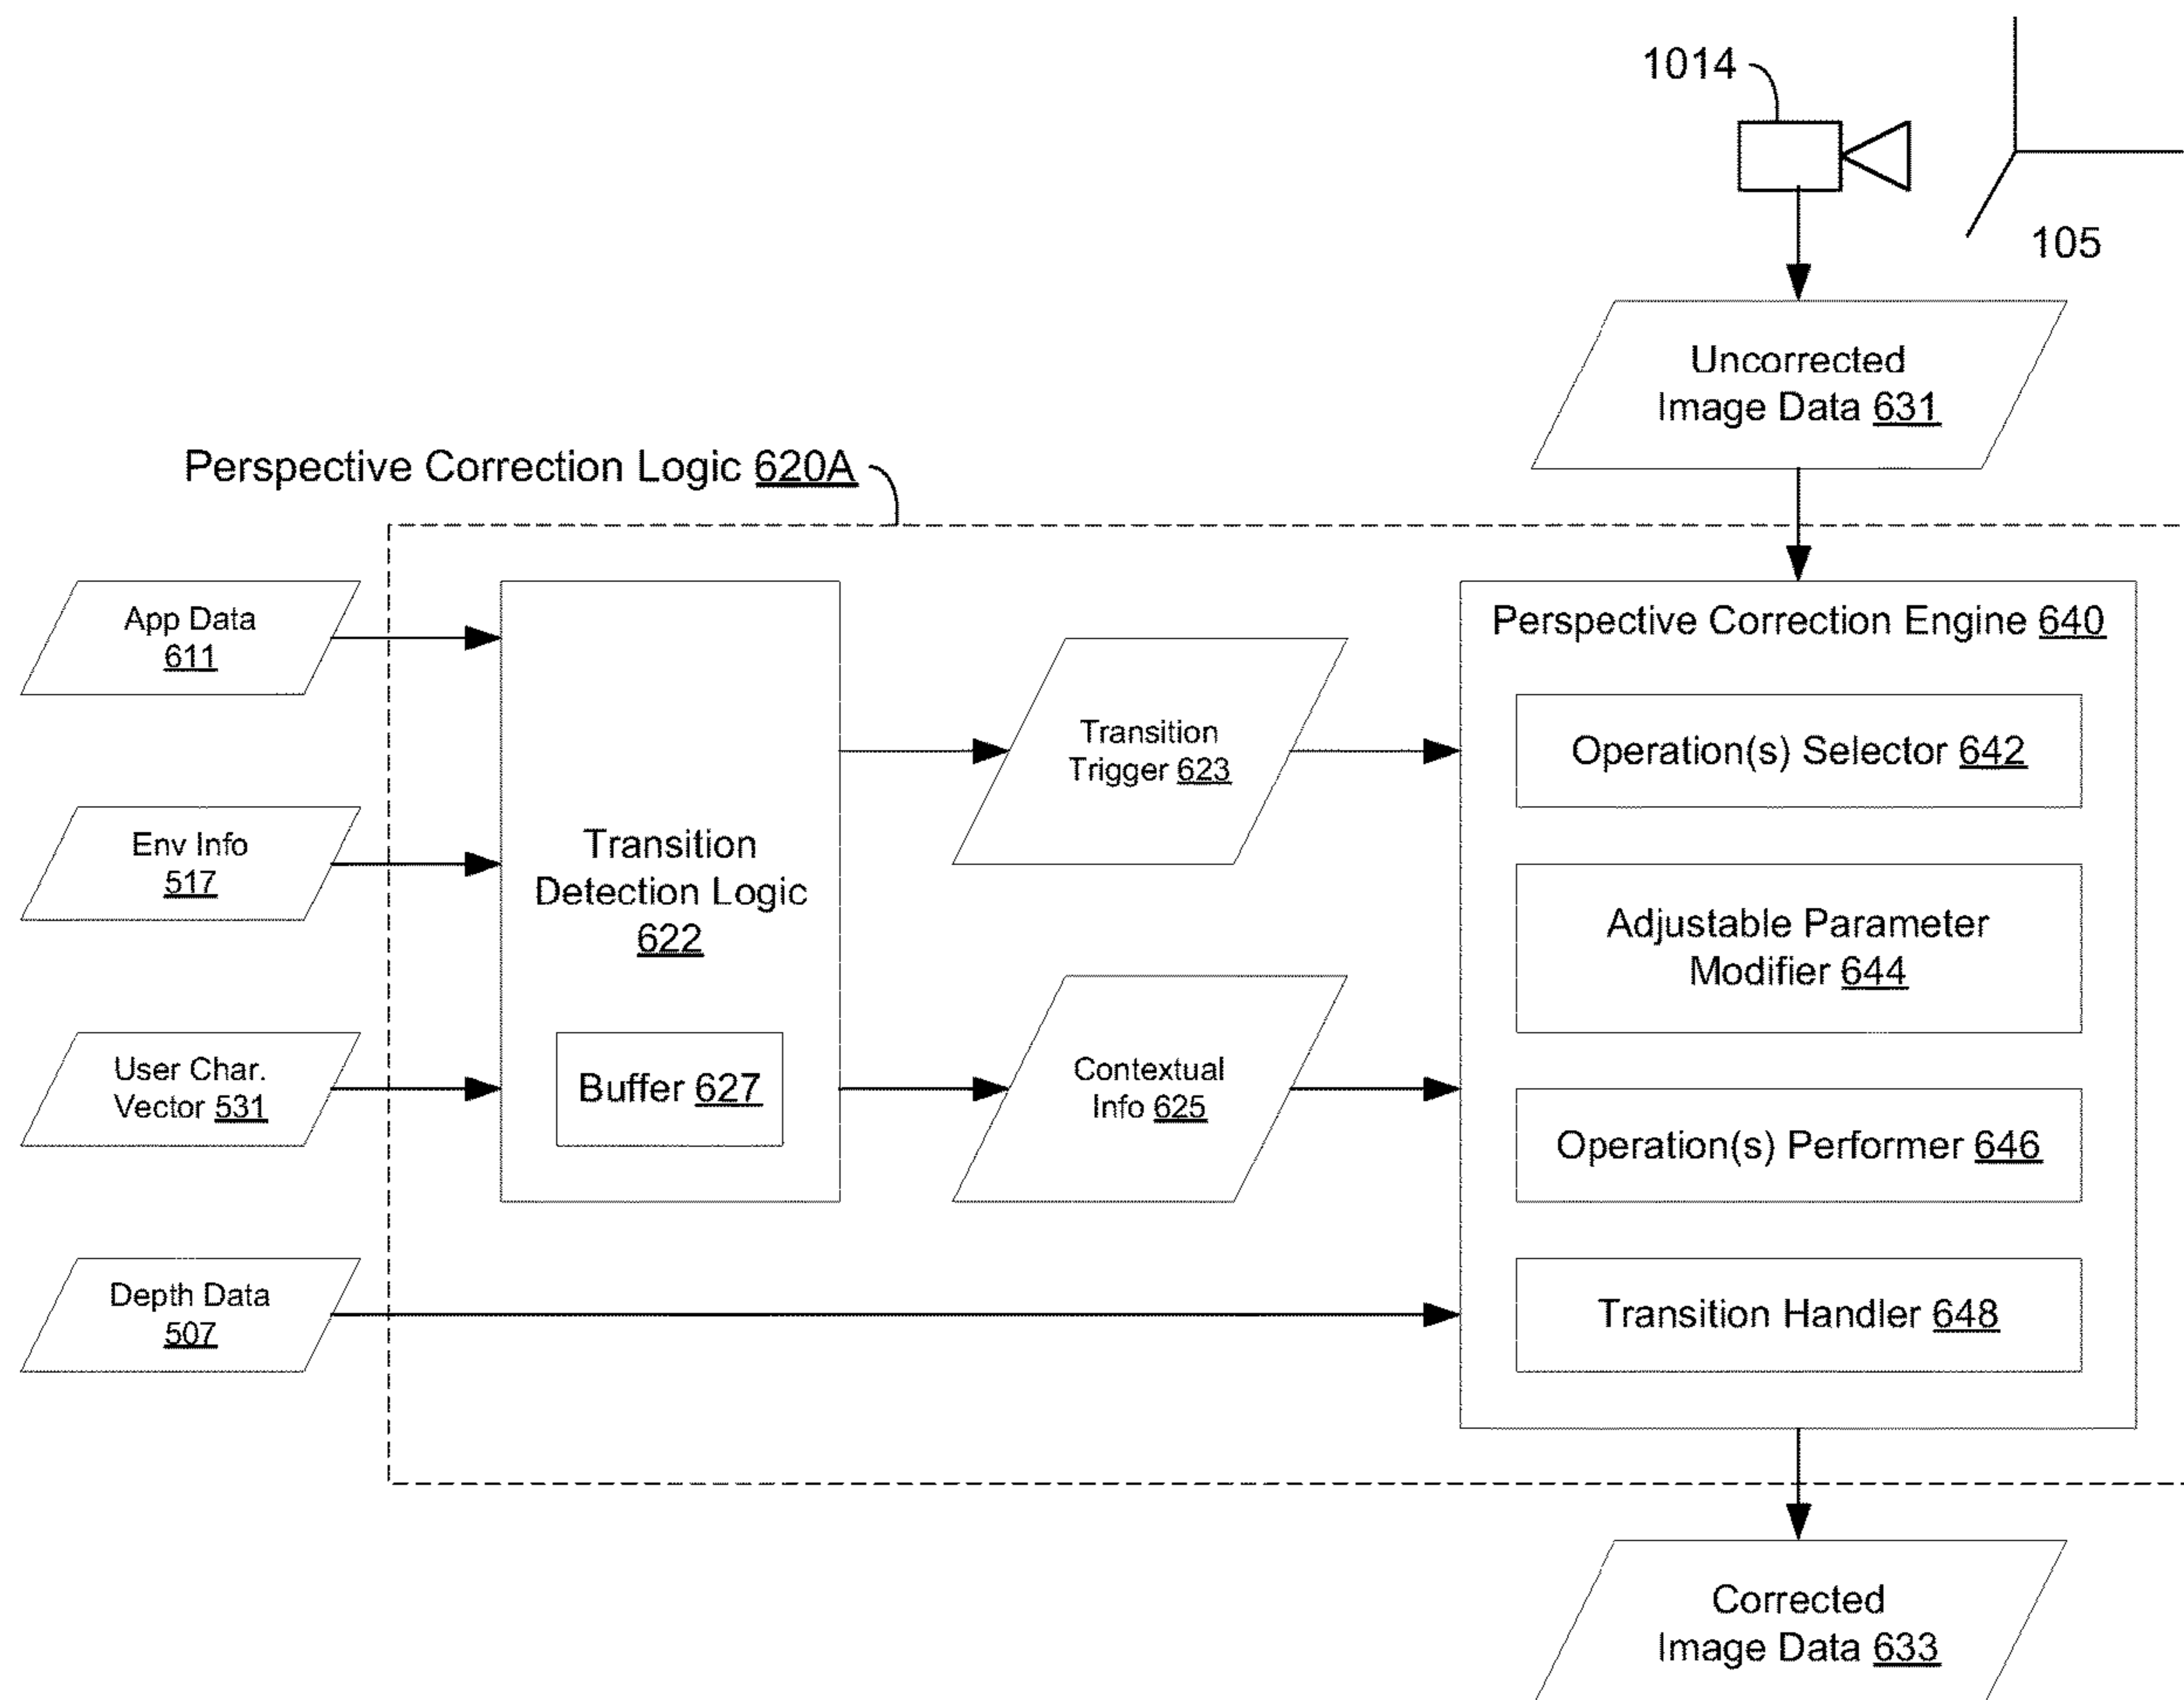 1014
105
Uncorrected
Image Data 631
Perspective Correction Logic 620A
App Data
611
Env Info
517
User Char.
Vector 531
Depth Data
507
Transition
Detection Logic
622
Buffer 627
Transition
Trigger 623
Contextual
Info 625
Perspective Correction Engine 640
Operation(s) Selector 642
Adjustable Parameter
Modifier 644
Operation(s) Performer 646
Transition Handler 648
Corrected
Image Data 633